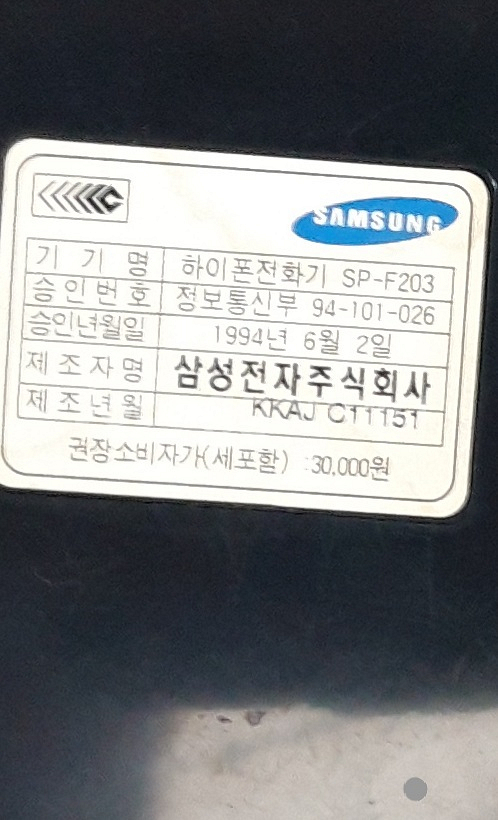 SAMSUNG
기 기 명 하이폰전화기 SP-F203
승인번호 정보통신부 94-101-026
승인년월일 1994년 6월 2일
제조자명 삼성전자주식회사
제조년월 KKAJ C11151
권장소비자가(세포함) :30,000원